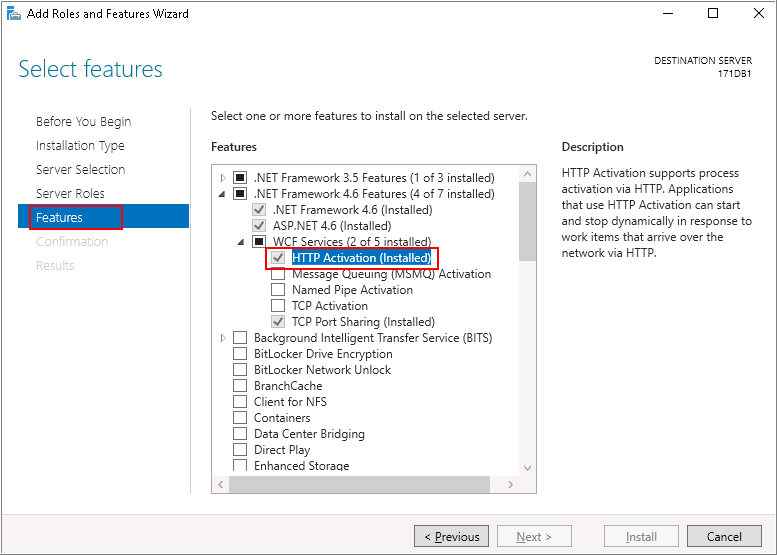 Add Roles and Features Wizard
Select features
DESTINATION SERVER
171DB1
Before You Begin
Installation Type
Server Selection
Server Roles
Features
Confirmation
Results
Select one or more features to install on the selected server.
Features
.NET Framework 3.5 Features (1 of 3 installed)
.NET Framework 4.6 Features (4 of 7 installed)
.NET Framework 4.6 (Installed)
ASP.NET 4.6 (Installed)
WCF Services (2 of 5 installed)
HTTP Activation (Installed)
Message Queuing (MSMQ) Activation
Named Pipe Activation
TCP Activation
TCP Port Sharing (Installed)
Background Intelligent Transfer Service (BITS)
BitLocker Drive Encryption
BitLocker Network Unlock
BranchCache
Client for NFS
Containers
Data Center Bridging
Direct Play
Enhanced Storage
Description
HTTP Activation supports process
activation via HTTP. Applications
that use HTTP Activation can start
and stop dynamically in response to
work items that arrive over the
network via HTTP.
< Previous
Next >
Install
Cancel